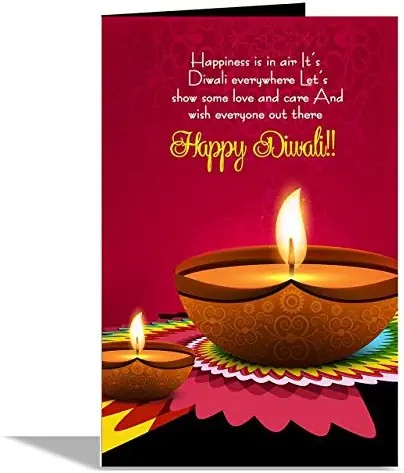 Happiness is in air It´s
Diwali everywhere Let´s
show some love and care And
wish everyone out there
Happy Diwali!!